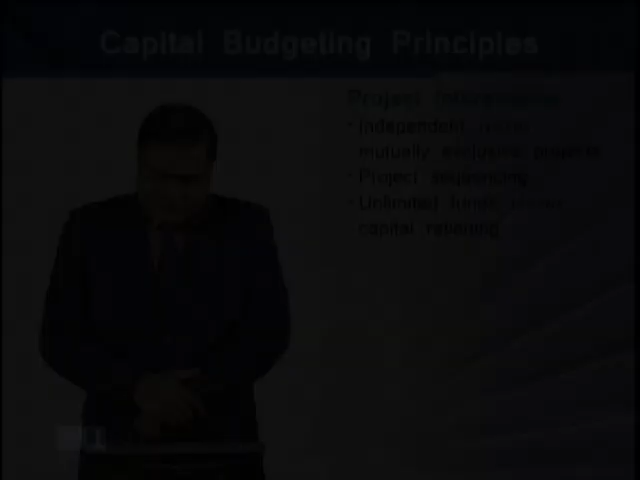 Capital Budgeting Principles
Project Interactions
· Independent versus
mutually exclusive projects
· Project sequencing
· Unlimited funds versus
capital rationing